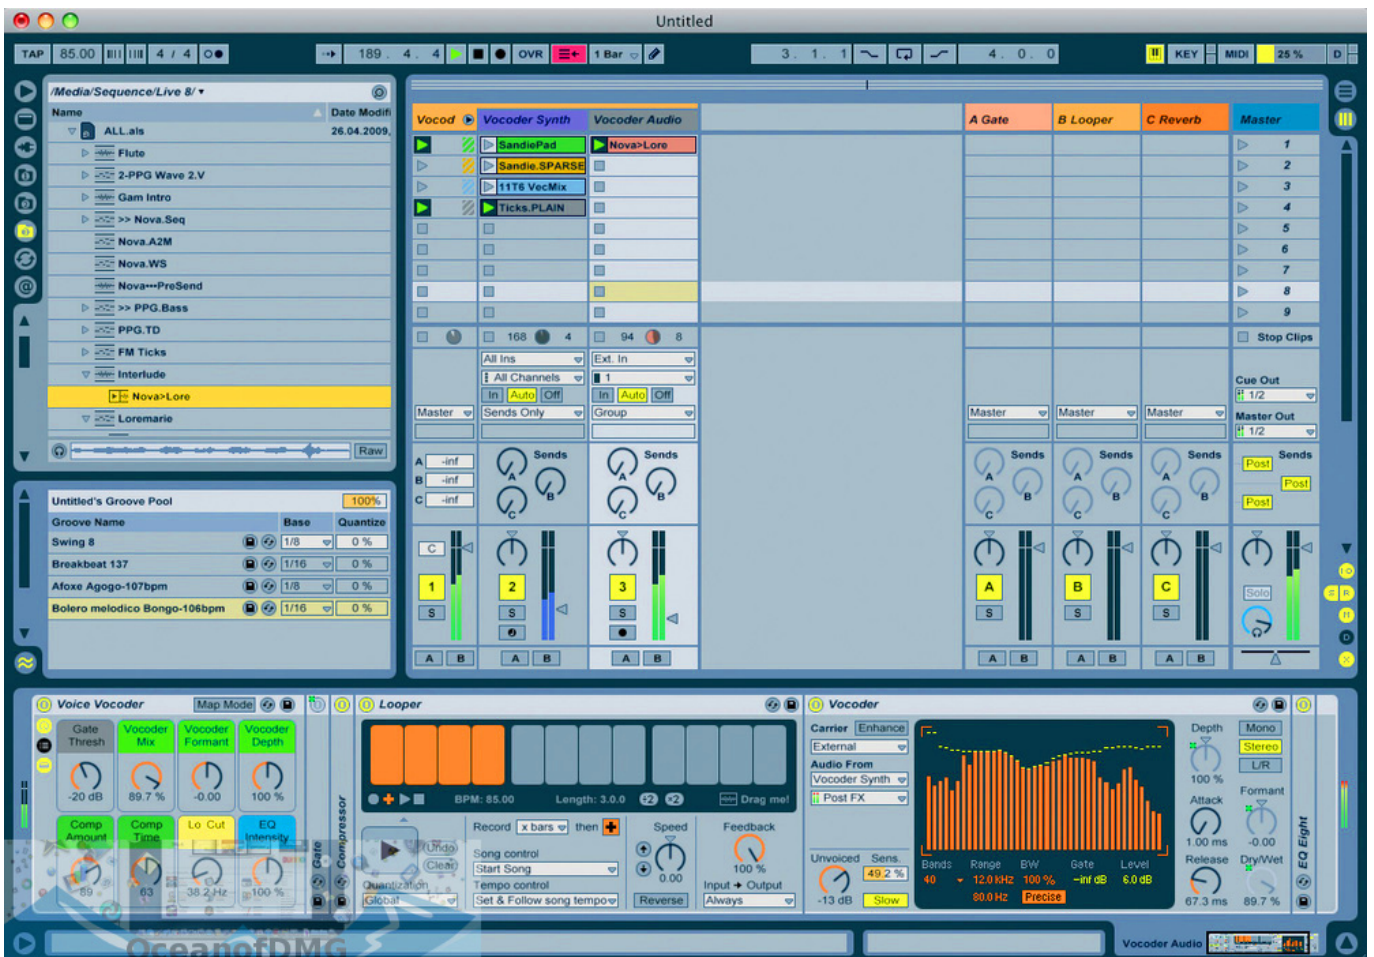 Untitled
TAP 85.00 4 / 4 189 . 4 . 4 OVR 1 Bar 3 . 1 . 1 4 . 0 . 0 KEY MIDI 25 % D
/Media/Sequence/Live 8/
Name Date Modifi
ALL.als 26.04.2009,
Flute
2-PPG Wave 2.V
Gam Intro
>> Nova.Seq
Nova.A2M
Nova.WS
Nova•••PreSend
>> PPG.Bass
PPG.TD
FM Ticks
Interlude
Nova>Lore
Loremarie
Raw
Untitled's Groove Pool 100%
Groove Name Base Quantize
Swing 8 1/8 0 %
Breakbeat 137 1/16 0 %
Afoxe Agogo-107bpm 1/8 0 %
Bolero melodico Bongo-106bpm 1/16 0 %
Vocod Vocoder Synth Vocoder Audio A Gate B Looper C Reverb Master
SandiePad Nova>Lore 1
Sandie.SPARSE 2
11T6 VecMix 3
Ticks.PLAIN 4
5
6
7
8
9
168 4 94 8 Stop Clips
All Ins Ext. In
All Channels 1 Cue Out
In Auto Off In Auto Off 1/2
Master Sends Only Group Master Master Master Master Out
1/2
A -inf Sends Sends Sends Sends Sends Sends
B -inf A B A B A B A B A B Post
C -inf C C C C C Post
Post
C
1 2 3 A B C Solo
S S S S S S
A B A B A B A B A B A B
S R
M
D
X
Voice Vocoder Map Mode
Gate Thresh Vocoder Mix Vocoder Formant Vocoder Depth
-20 dB 89.7 % -0.00 100 %
Comp Amount Comp Time Lo Cut EQ Intensity
89 63 38.2 Hz 100 %
Gate
Compressor
Looper
BPM: 85.00 Length: 3.0.0 ÷2 ×2 Drag me!
Record x bars then + Speed Feedback
(Undo)
(Clear)
Song control
Start Song 0.00 100 %
Quantization Tempo control Input → Output
Global Set & Follow song tempo Reverse Always
Vocoder
Carrier Enhance
External
Audio From
Vocoder Synth
Post FX
Unvoiced Sens.
49.2 %
-13 dB Slow
Bands Range BW Gate Level
40 12.0 KHz 100 % -inf dB 6.0 dB
80.0 Hz Precise
Depth Mono
Stereo
100 % L/R
Attack Formant
1.00 ms -0.00
Release Dry/Wet
67.3 ms 89.7 %
EQ Eight
OceanofDMG
Vocoder Audio